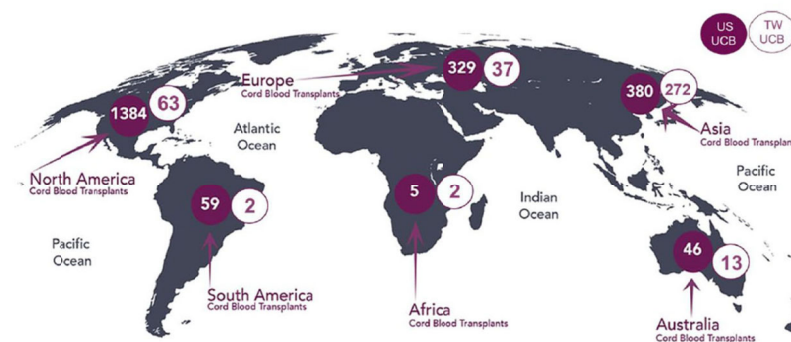 US
UCB
TW
UCB
Europe
Cord Blood Transplants
329
37
1384
63
380
272
Atlantic
Ocean
Asia
Cord Blood Transplant
North America
Cord Blood Transplants
Pacific
Ocean
59
2
5
2
Indian
Ocean
Pacific
Ocean
46
13
South America
Cord Blood Transplants
Africa
Cord Blood Transplants
Australia
Cord Blood Transplants